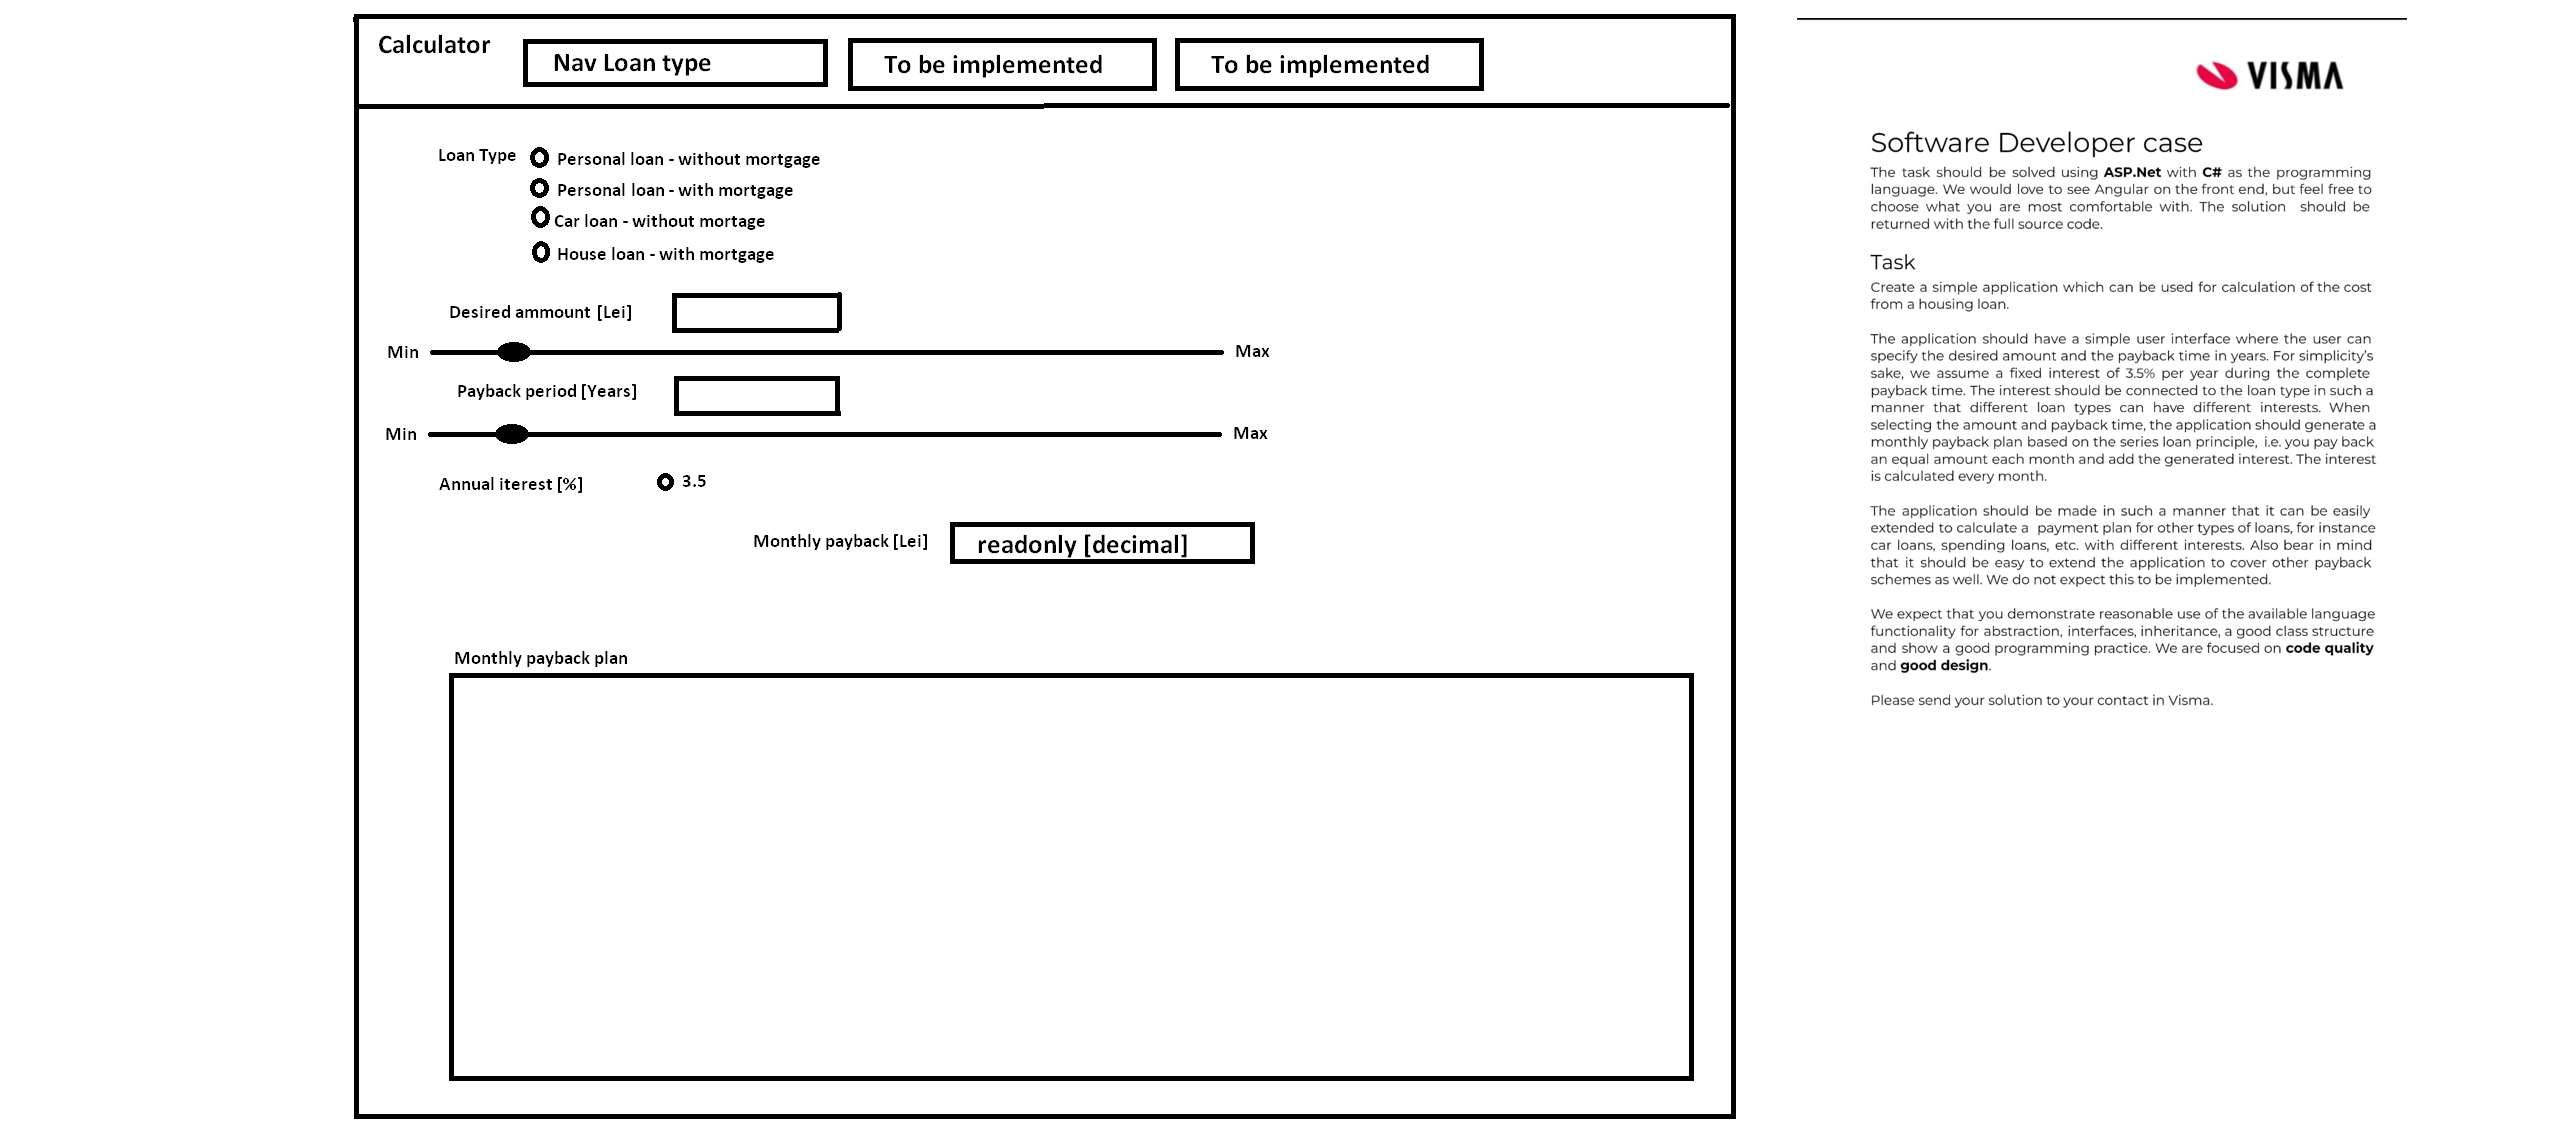 Calculator
Nav Loan type
To be implemented
To be implemented
Loan Type
Personal loan - without mortgage
Personal loan - with mortgage
Car loan - without mortage
House loan - with mortgage
Desired ammount [Lei]
Min
Max
Payback period [Years]
Min
Max
Annual iterest [%]
3.5
Monthly payback [Lei]
readonly [decimal]
Monthly payback plan
VISMA
Software Developer case
The task should be solved using ASP.Net with C# as the programming
language. We would love to see Angular on the front end, but feel free to
choose what you are most comfortable with. The solution should be
returned with the full source code.
Task
Create a simple application which can be used for calculation of the cost
from a housing loan.
The application should have a simple user interface where the user can
specify the desired amount and the payback time in years. For simplicity's
sake, we assume a fixed interest of 3.5% per year during the complete
payback time. The interest should be connected to the loan type in such a
manner that different loan types can have different interests. When
selecting the amount and payback time, the application should generate a
monthly payback plan based on the series loan principle, i.e. you pay back
an equal amount each month and add the generated interest. The interest
is calculated every month.
The application should be made in such a manner that it can be easily
extended to calculate a payment plan for other types of loans, for instance
car loans, spending loans, etc. with different interests. Also bear in mind
that it should be easy to extend the application to cover other payback
schemes as well. We do not expect this to be implemented.
We expect that you demonstrate reasonable use of the available language
functionality for abstraction, interfaces, inheritance, a good class structure
and show a good programming practice. We are focused on code quality
and good design.
Please send your solution to your contact in Visma.